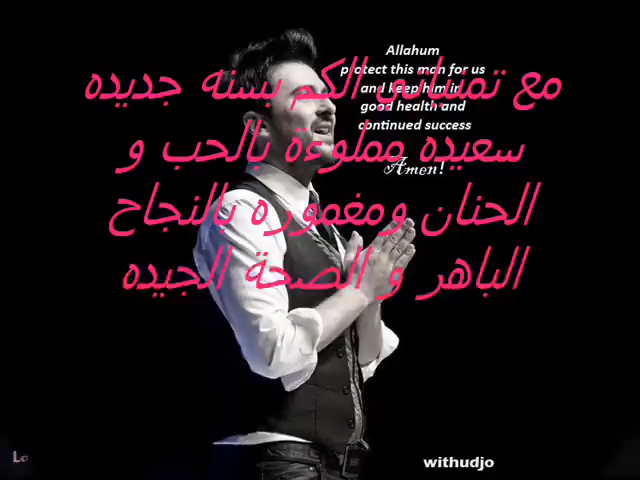 Allahum
protect this man for us
and keep him in
good health and
continued success
Amen!
مع تمنياتي الكم بسنه جديده
سعيده مملوءة بالحب و
الحنان ومغموره بالنجاح
الباهر و الصحة الجيده
withudjo